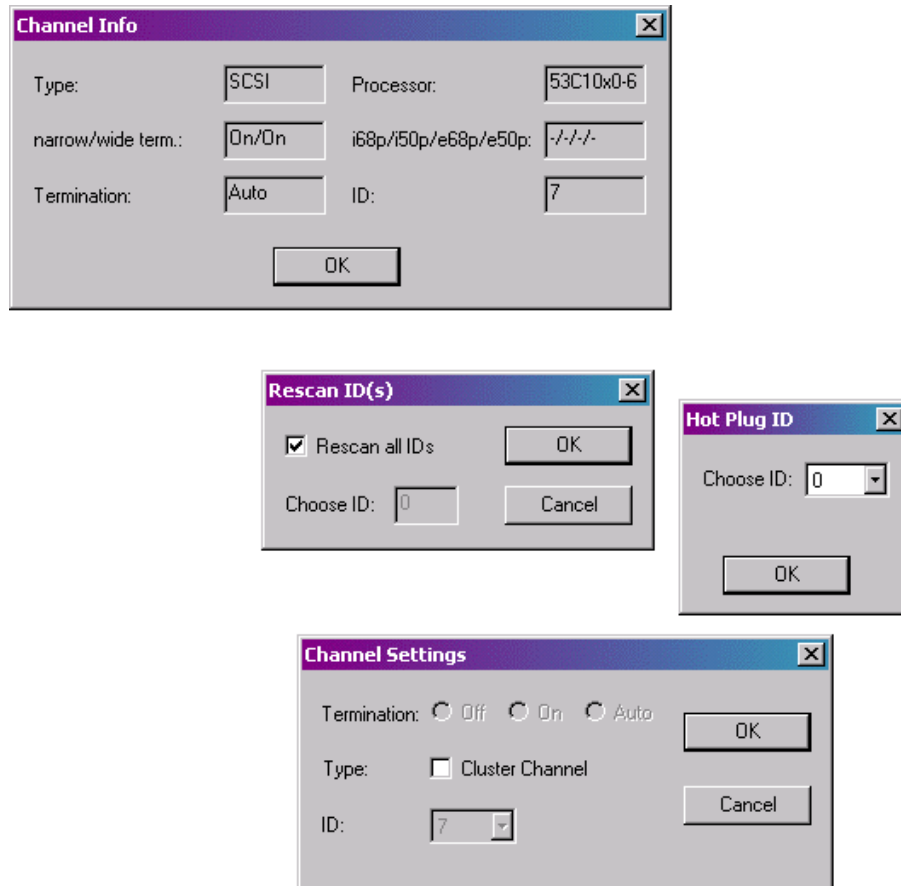 Channel Info
Type: SCSI Processor: 53C10x0-6
narrow/wide term.: On/On i68p/i50p/e68p/e50p: -/-/-/-
Termination: Auto ID: 7
OK
Rescan ID(s)
Rescan all IDs OK
Choose ID: 0 Cancel
Hot Plug ID
Choose ID: 0
OK
Channel Settings
Termination: Off On Auto
OK
Type: Cluster Channel
Cancel
ID: 7